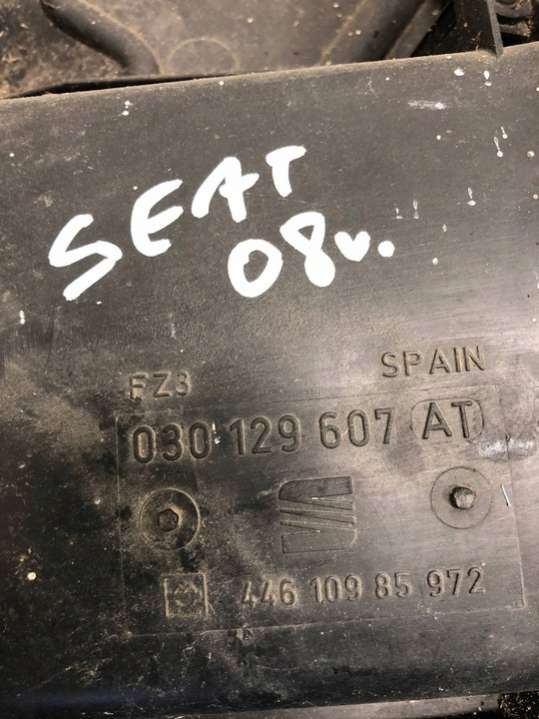 SEAT
08v.
SPAIN
FZ3
030 129 607 AT
446 109 85 972